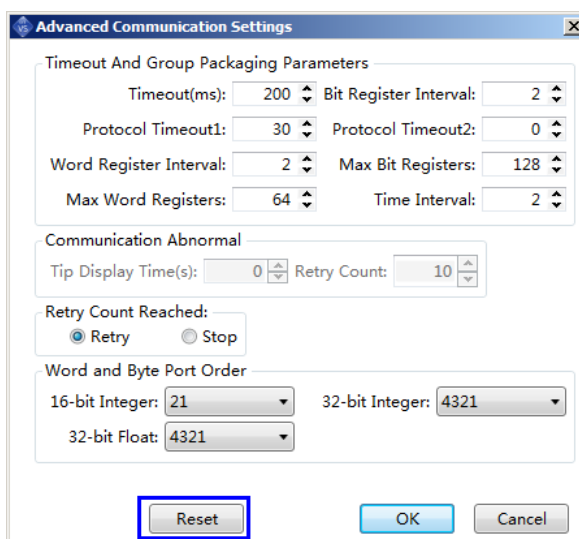 VS Advanced Communication Settings
Timeout And Group Packaging Parameters
Timeout(ms): 200 Bit Register Interval: 2
Protocol Timeout1: 30 Protocol Timeout2: 0
Word Register Interval: 2 Max Bit Registers: 128
Max Word Registers: 64 Time Interval: 2
Communication Abnormal
Tip Display Time(s): 0 Retry Count: 10
Retry Count Reached:
Retry Stop
Word and Byte Port Order
16-bit Integer: 21 32-bit Integer: 4321
32-bit Float: 4321
Reset OK Cancel